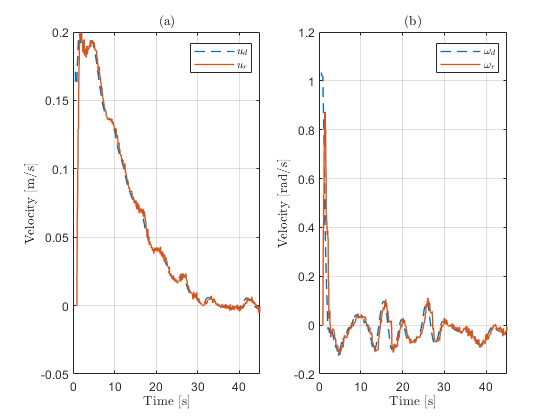 (a)
0.2
0.15
0.1
0.05
0
-0.05
0 10 20 30 40
Velocity [m/s]
Time [s]
u_d
u_r
(b)
1.2
1
0.8
0.6
0.4
0.2
0
-0.2
0 10 20 30 40
Velocity [rad/s]
Time [s]
ω_d
ω_r